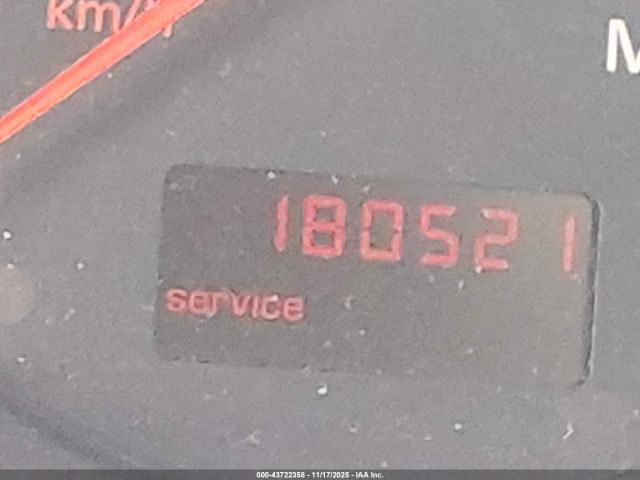 km/h
M
180521
service
000-43722358 - 11/17/2025 - IAA Inc.